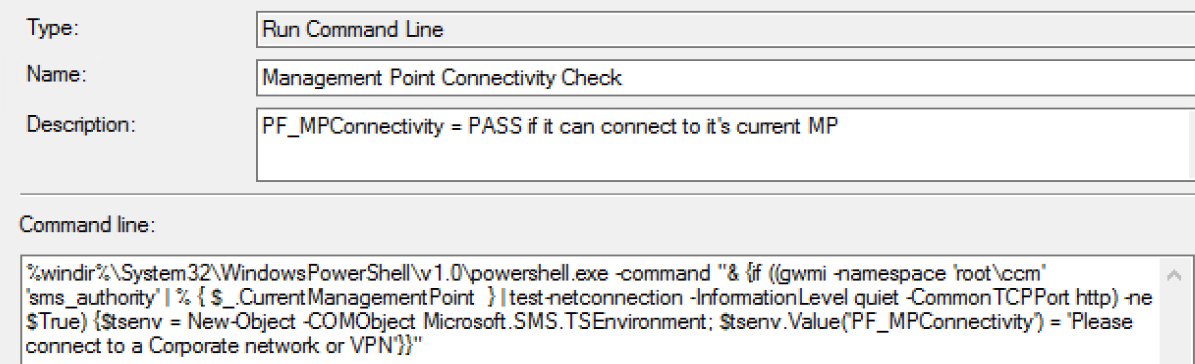 Type: Run Command Line
Name: Management Point Connectivity Check
Description: PF_MPConnectivity = PASS if it can connect to it's current MP
Command line:
%windir%\System32\WindowsPowerShell\v1.0\powershell.exe -command "& {if ((gwmi -namespace 'root\ccm'
'sms_authority' | % { $_.CurrentManagementPoint  } | test-netconnection -InformationLevel quiet -CommonTCPPort http) -ne
$True) {$tsenv = New-Object -COMObject Microsoft.SMS.TSEnvironment; $tsenv.Value('PF_MPConnectivity') = 'Please
connect to a Corporate network or VPN'}}"